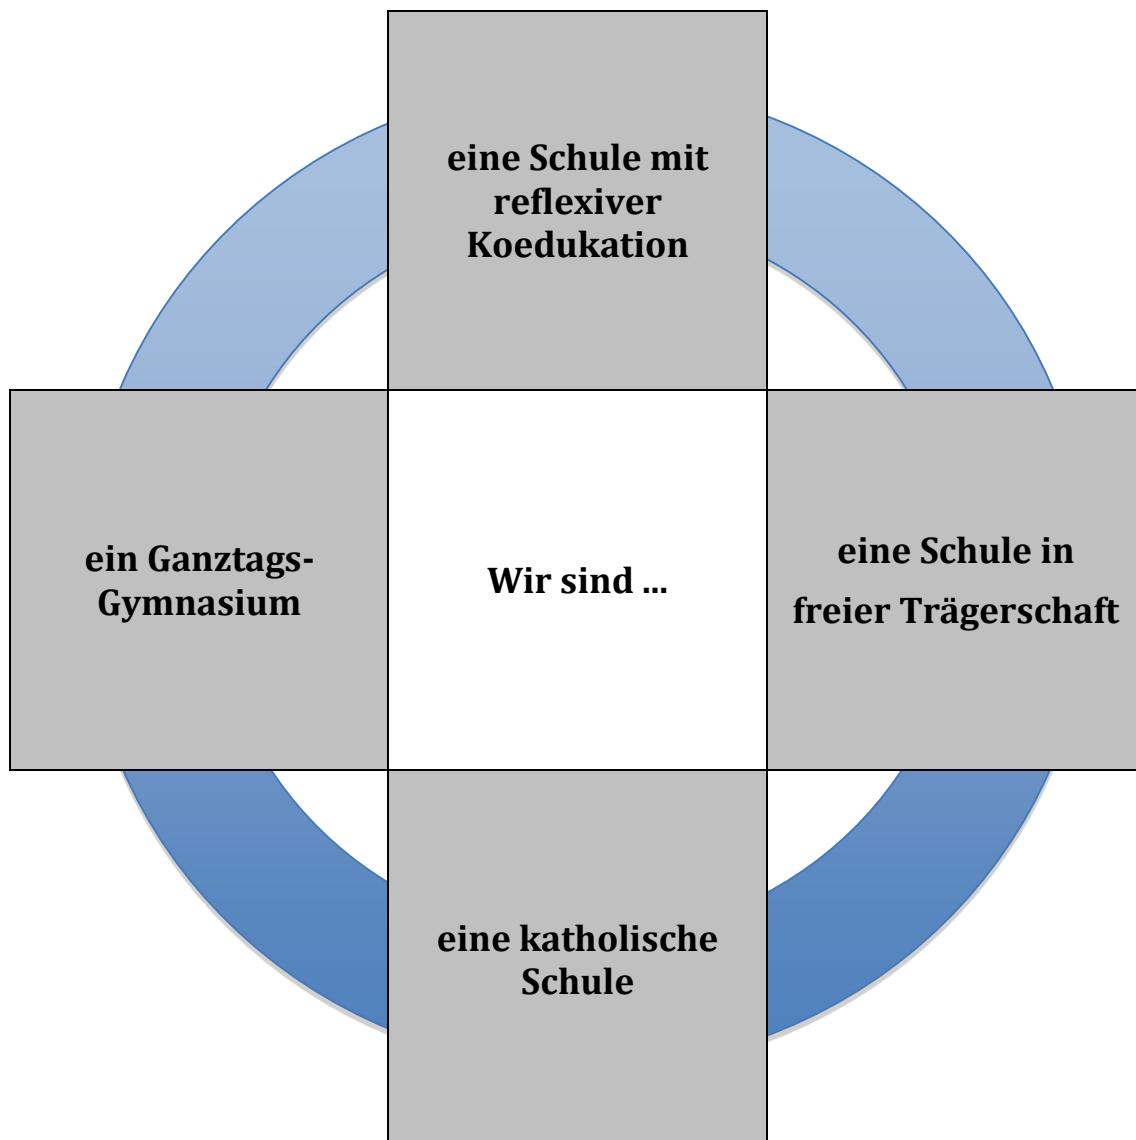 eine Schule mit
reflexiver
Koedukation
ein Ganztags-
Gymnasium
Wir sind ...
eine Schule in
freier Trägerschaft
eine katholische
Schule